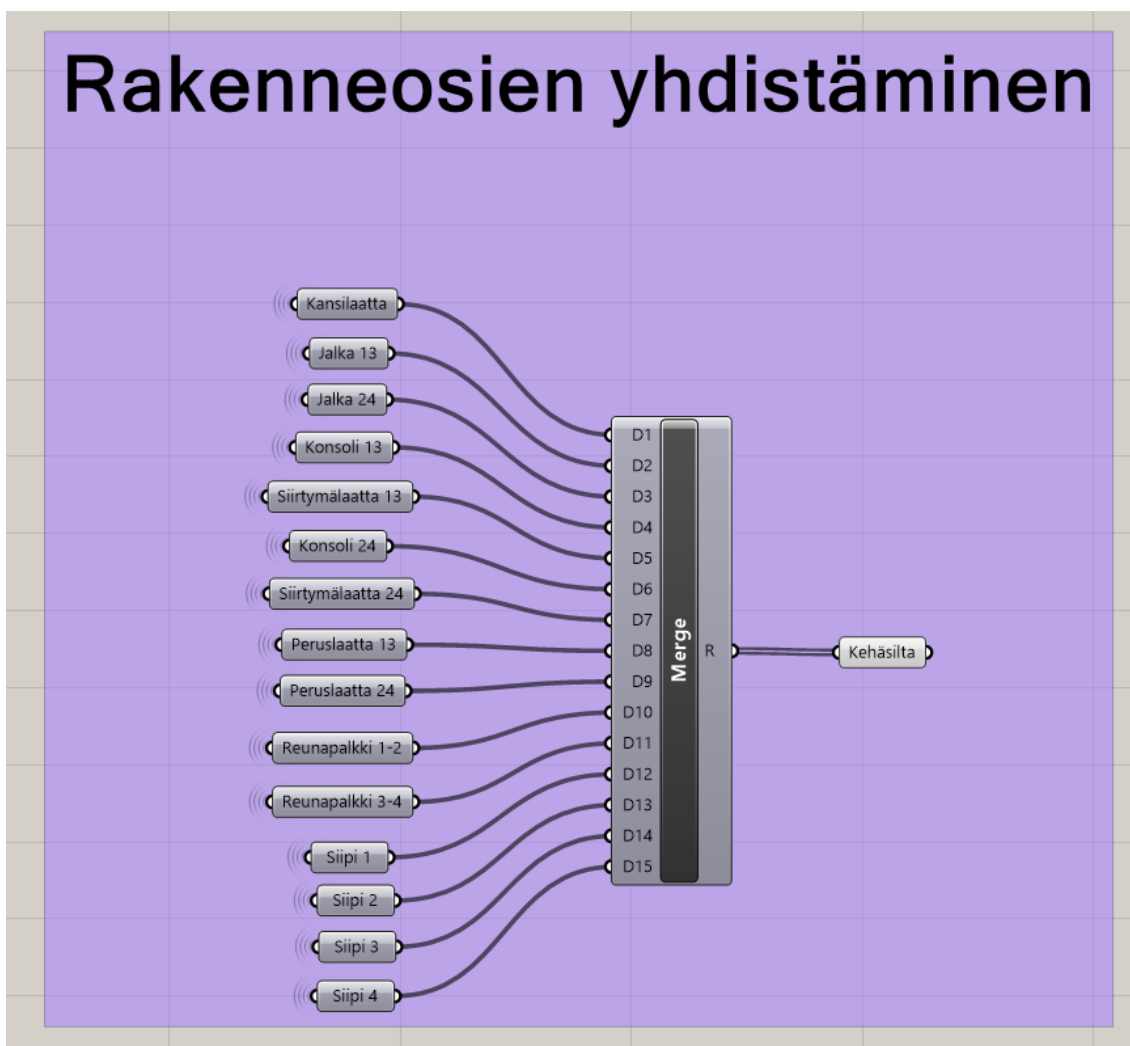 Rakenneosien yhdistäminen
Kansilaatta
Jalka 13
Jalka 24
Konsoli 13
Siirtymälaatta 13
Konsoli 24
Siirtymälaatta 24
Peruslaatta 13
Peruslaatta 24
Reunapalkki 1-2
Reunapalkki 3-4
Siipi 1
Siipi 2
Siipi 3
Siipi 4
D1
D2
D3
D4
D5
D6
D7
D8
D9
D10
D11
D12
D13
D14
D15
Merge
R
Kehäsilta